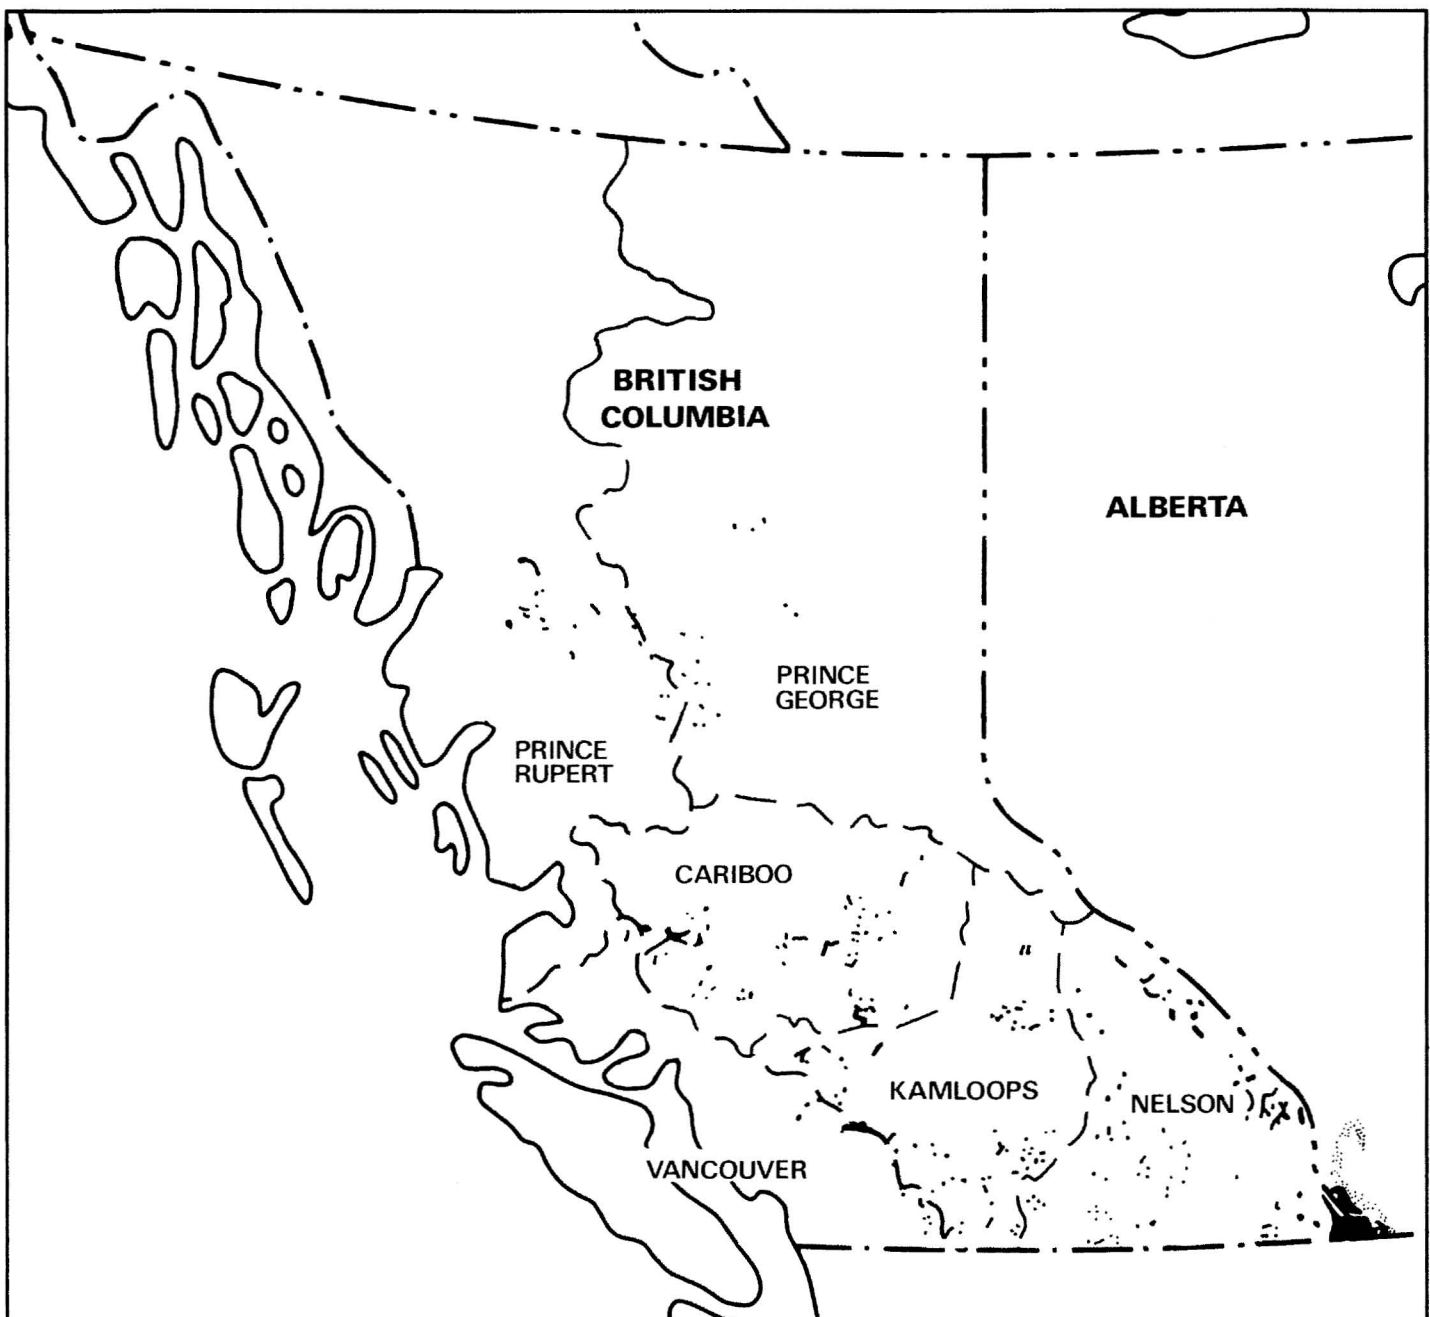 BRITISH
COLUMBIA
ALBERTA
PRINCE
GEORGE
PRINCE
RUPERT
CARIBOO
KAMLOOPS
NELSON
VANCOUVER